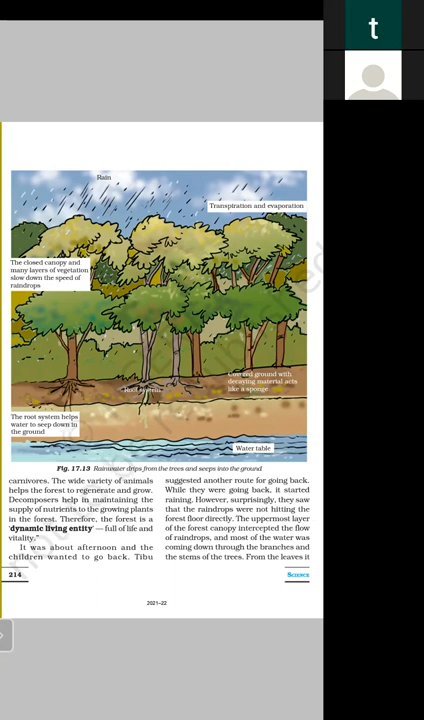 t
Rain
Transpiration and evaporation
The closed canopy and
many layers of vegetation
slow down the speed of
raindrops
Covered ground with
decaying material acts
like a sponge
Root system
The root system helps
water to seep down in
the ground
Water table
Fig. 17.13 Rainwater drips from the trees and seeps into the ground
carnivores. The wide variety of animals
helps the forest to regenerate and grow.
Decomposers help in maintaining the
supply of nutrients to the growing plants
in the forest. Therefore, the forest is a
'dynamic living entity' — full of life and
vitality."
It was about afternoon and the
children wanted to go back. Tibu
suggested another route for going back.
While they were going back, it started
raining. However, surprisingly, they saw
that the raindrops were not hitting the
forest floor directly. The uppermost layer
of the forest canopy intercepted the flow
of raindrops, and most of the water was
coming down through the branches and
the stems of the trees. From the leaves it
214
SCIENCE
2021–22